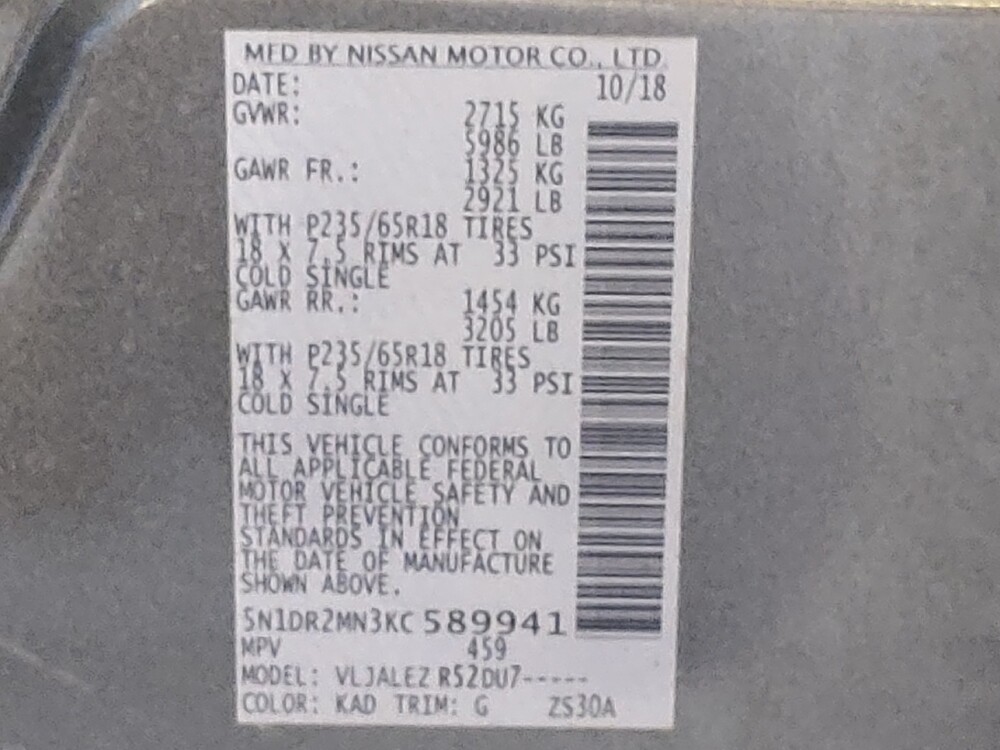 MFD BY NISSAN MOTOR CO., LTD.
DATE: 10/18
GVWR: 2715 KG
5986 LB
GAWR FR.: 1325 KG
2921 LB
WITH P235/65R18 TIRES
18 X 7.5 RIMS AT 33 PSI
COLD SINGLE
GAWR RR.: 1454 KG
3205 LB
WITH P235/65R18 TIRES
18 X 7.5 RIMS AT 33 PSI
COLD SINGLE
THIS VEHICLE CONFORMS TO
ALL APPLICABLE FEDERAL
MOTOR VEHICLE SAFETY AND
THEFT PREVENTION
STANDARDS IN EFFECT ON
THE DATE OF MANUFACTURE
SHOWN ABOVE.
5N1DR2MN3KC 589941
MPV 459
MODEL: VLJALEZ R52DU7-----
COLOR: KAD TRIM: G ZS30A